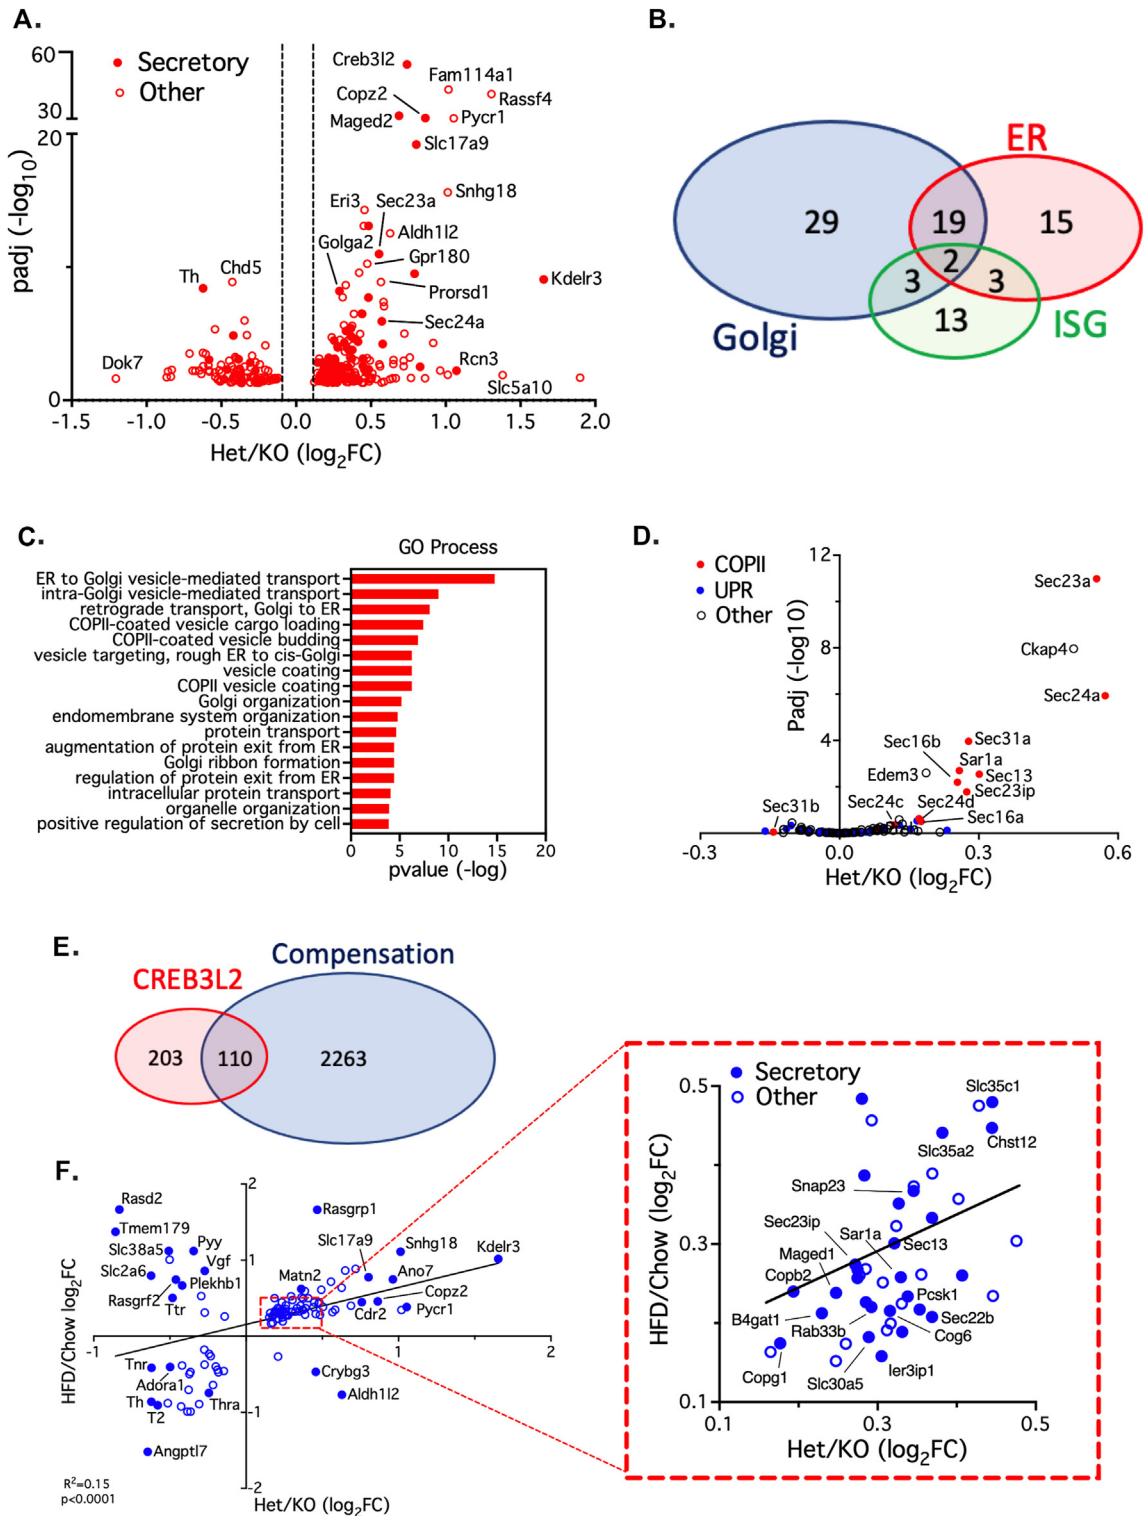 A.
60
30
20
0
padj (-log10)
Secretory
Other
Creb3l2
Fam114a1
Copz2
Rassf4
Maged2
Pycr1
Slc17a9
Snhg18
Eri3
Sec23a
Aldh1l2
Golga2
Gpr180
Th
Chd5
Kdelr3
Prorsd1
Sec24a
Dok7
Rcn3
Slc5a10
-1.5
-1.0
-0.5
0.0
0.5
1.0
1.5
2.0
Het/KO (log2FC)
B.
ER
29
19
15
2
3
3
13
Golgi
ISG
C.
GO Process
ER to Golgi vesicle-mediated transport
intra-Golgi vesicle-mediated transport
retrograde transport, Golgi to ER
COPII-coated vesicle cargo loading
COPII-coated vesicle budding
vesicle targeting, rough ER to cis-Golgi
vesicle coating
COPII vesicle coating
Golgi organization
endomembrane system organization
protein transport
augmentation of protein exit from ER
Golgi ribbon formation
regulation of protein exit from ER
intracellular protein transport
organelle organization
positive regulation of secretion by cell
0
5
10
15
20
pvalue (-log)
D.
COPII
UPR
Other
12
8
4
Padj (-log10)
Sec23a
Ckap4
Sec24a
Sec31a
Sec16b
Sar1a
Edem3
Sec13
Sec23ip
Sec31b
Sec24c
Sec24d
Sec16a
-0.3
0.0
0.3
0.6
Het/KO (log2FC)
E.
Compensation
CREB3L2
203
110
2263
F.
2
1
-1
-2
-1
1
2
HFD/Chow log2FC
Rasd2
Rasgrp1
Tmem179
Slc38a5
Pyy
Slc17a9
Snhg18
Kdelr3
Vgf
Slc2a6
Plekhb1
Matn2
Ano7
Rasgrf2
Copz2
Ttr
Cdr2
Pycr1
Tnr
Crybg3
Adora1
Aldh1l2
Th
T2
Thra
Angptl7
R2=0.15
p<0.0001
Het/KO (log2FC)
Secretory
Other
0.5
0.3
0.1
HFD/Chow (log2FC)
Slc35c1
Slc35a2
Chst12
Snap23
Sec23ip
Sar1a
Sec13
Maged1
Copb2
Pcsk1
B4gat1
Sec22b
Rab33b
Cog6
Copg1
Ier3ip1
Slc30a5
0.1
0.3
0.5
Het/KO (log2FC)